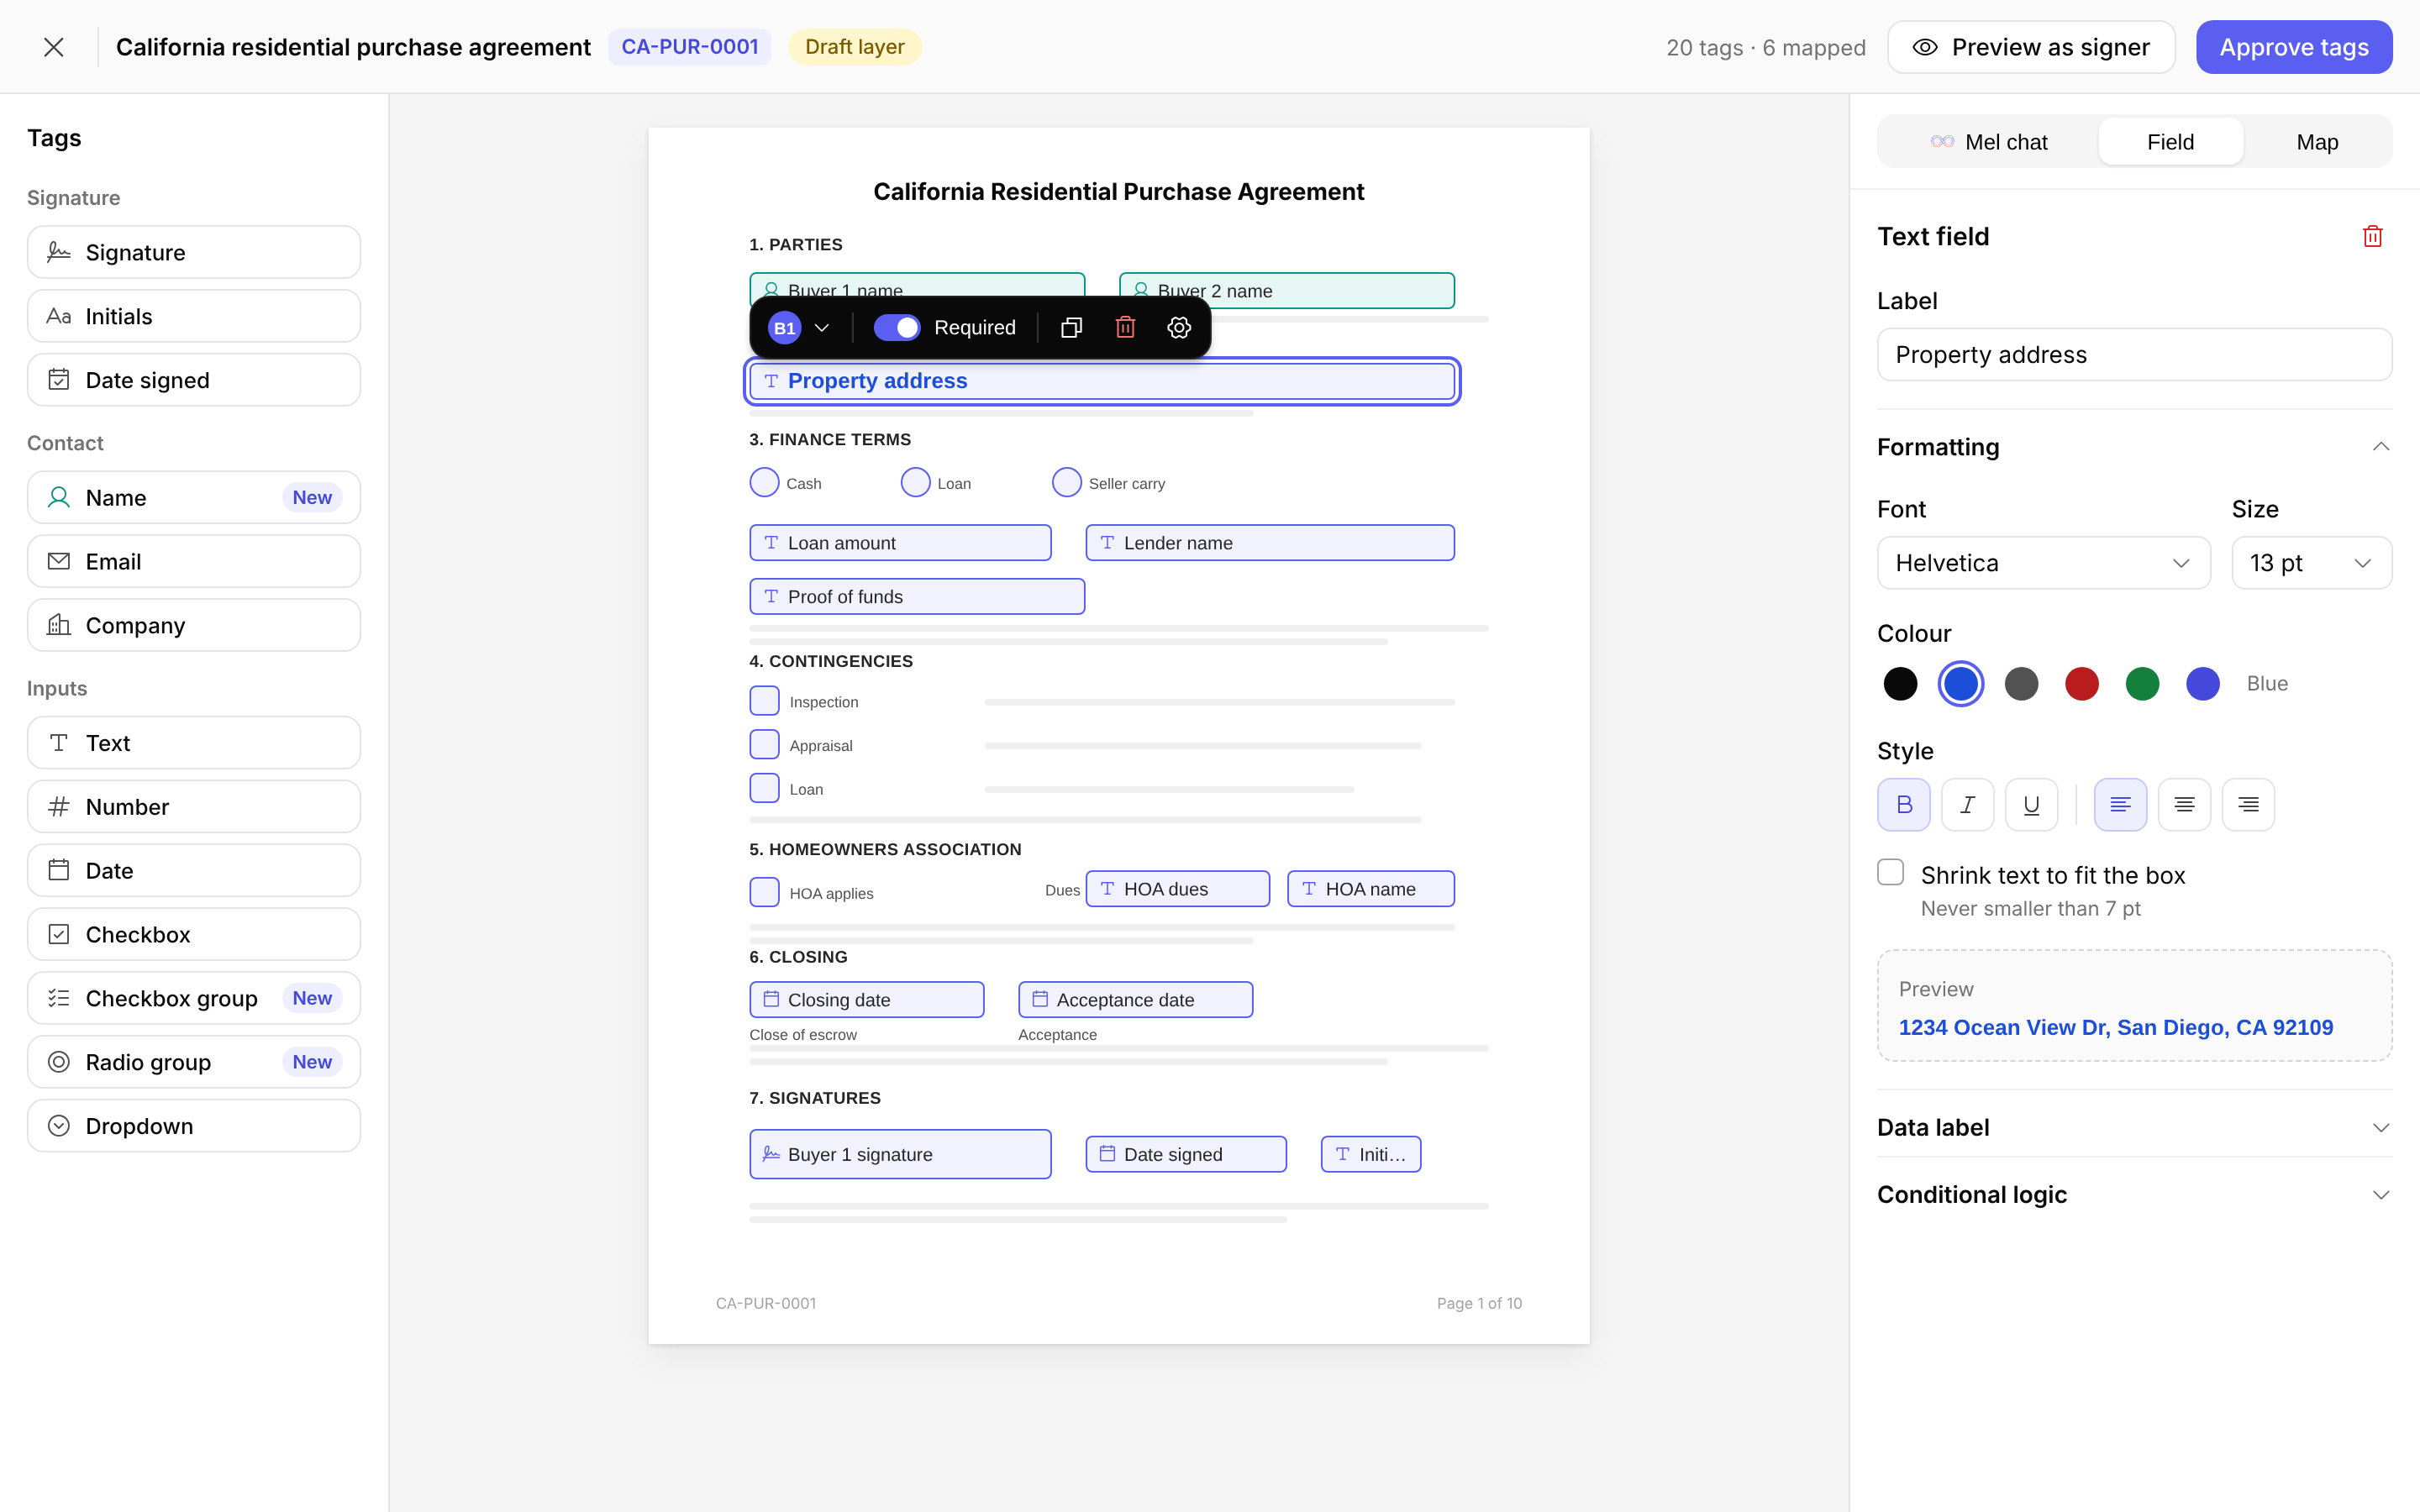 California residential purchase agreement
CA-PUR-0001
Draft layer
20 tags · 6 mapped
Preview as signer
Approve tags
Tags
Signature
Signature
Initials
Date signed
Contact
Name
New
Email
Company
Inputs
Text
Number
Date
Checkbox
Checkbox group
New
Radio group
New
Dropdown
California Residential Purchase Agreement
1. PARTIES
Buyer 1 name
Buyer 2 name
B1
Required
Property address
3. FINANCE TERMS
Cash
Loan
Seller carry
Loan amount
Lender name
Proof of funds
4. CONTINGENCIES
Inspection
Appraisal
Loan
5. HOMEOWNERS ASSOCIATION
HOA applies
Dues
HOA dues
HOA name
6. CLOSING
Closing date
Acceptance date
Close of escrow
Acceptance
7. SIGNATURES
Buyer 1 signature
Date signed
Initi…
CA-PUR-0001
Page 1 of 10
Mel chat
Field
Map
Text field
Label
Property address
Formatting
Font
Size
Helvetica
13 pt
Colour
Blue
Style
B
I
U
Shrink text to fit the box
Never smaller than 7 pt
Preview
1234 Ocean View Dr, San Diego, CA 92109
Data label
Conditional logic